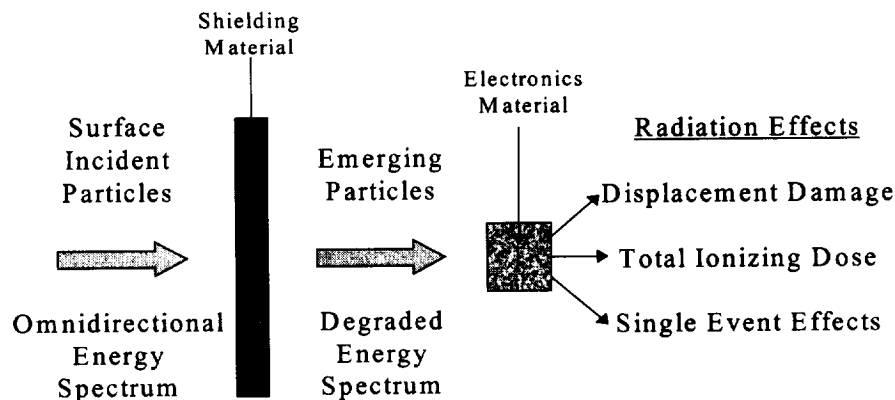 Shielding
Material
Surface
Incident
Particles
Omnidirectional
Energy
Spectrum
Emerging
Particles
Degraded
Energy
Spectrum
Electronics
Material
Radiation Effects
Displacement Damage
Total Ionizing Dose
Single Event Effects